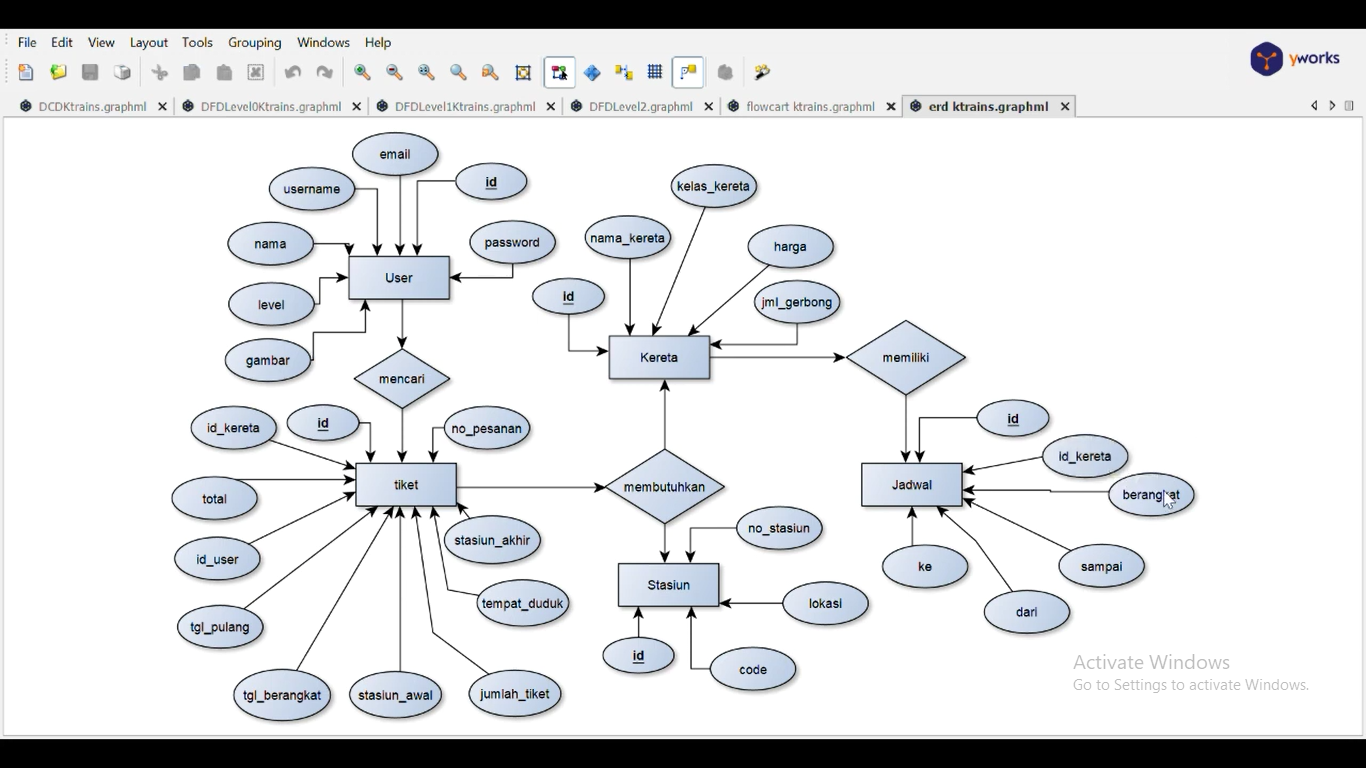 File Edit View Layout Tools Grouping Windows Help
yworks
DCDKtrains.graphml
DFDLevel0Ktrains.graphml
DFDLevel1Ktrains.graphml
DFDLevel2.graphml
flowcart ktrains.graphml
erd ktrains.graphml
email
username
id
nama
password
User
level
gambar
kelas_kereta
nama_kereta
harga
id
jml_gerbong
Kereta
memiliki
mencari
id_kereta
id
no_pesanan
total
tiket
membutuhkan
id_user
stasiun_akhir
tgl_pulang
tempat_duduk
tgl_berangkat
stasiun_awal
jumlah_tiket
no_stasiun
Stasiun
lokasi
id
code
id
id_kereta
Jadwal
berangkat
ke
sampai
dari
Activate Windows
Go to Settings to activate Windows.